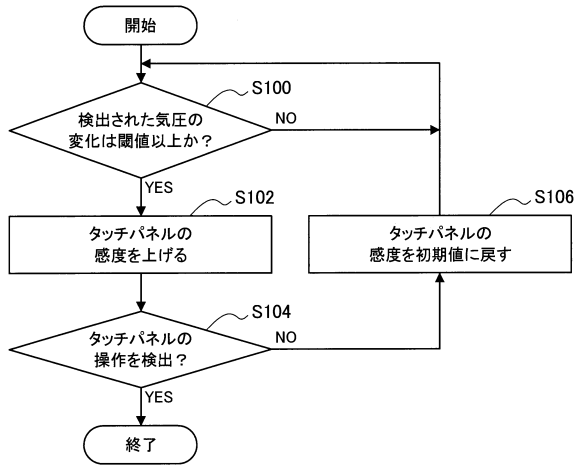 開始
S100
検出された気圧の
変化は閾値以上か？
NO
YES
S102
タッチパネルの
感度を上げる
S106
タッチパネルの
感度を初期値に戻す
S104
タッチパネルの
操作を検出？
NO
YES
終了